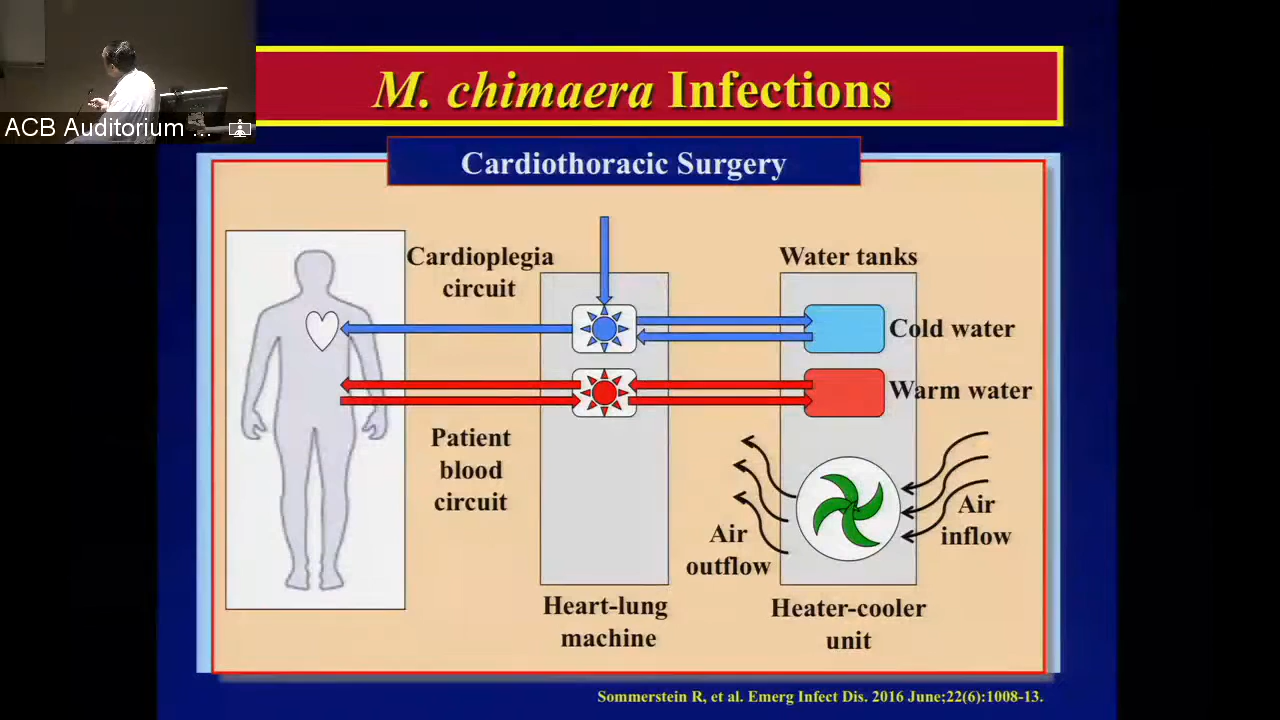 M. chimaera Infections
ACB Auditorium ...
Cardiothoracic Surgery
Cardioplegia
circuit
Water tanks
Cold water
Warm water
Patient
blood
circuit
Air
outflow
Air
inflow
Heart-lung
machine
Heater-cooler
unit
Sommerstein R, et al. Emerg Infect Dis. 2016 June;22(6):1008-13.